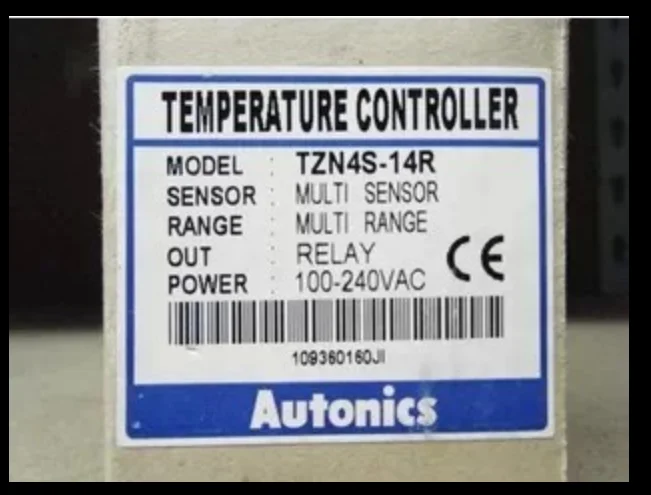 TEMPERATURE CONTROLLER
MODEL : TZN4S-14R
SENSOR : MULTI SENSOR
RANGE : MULTI RANGE
OUT : RELAY
POWER : 100-240VAC
CE
109360160JI
Autonics